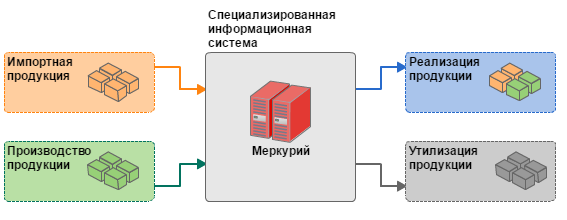 Специализированная
информационная
система
Импортная
продукция
Производство
продукции
Меркурий
Реализация
продукции
Утилизация
продукции